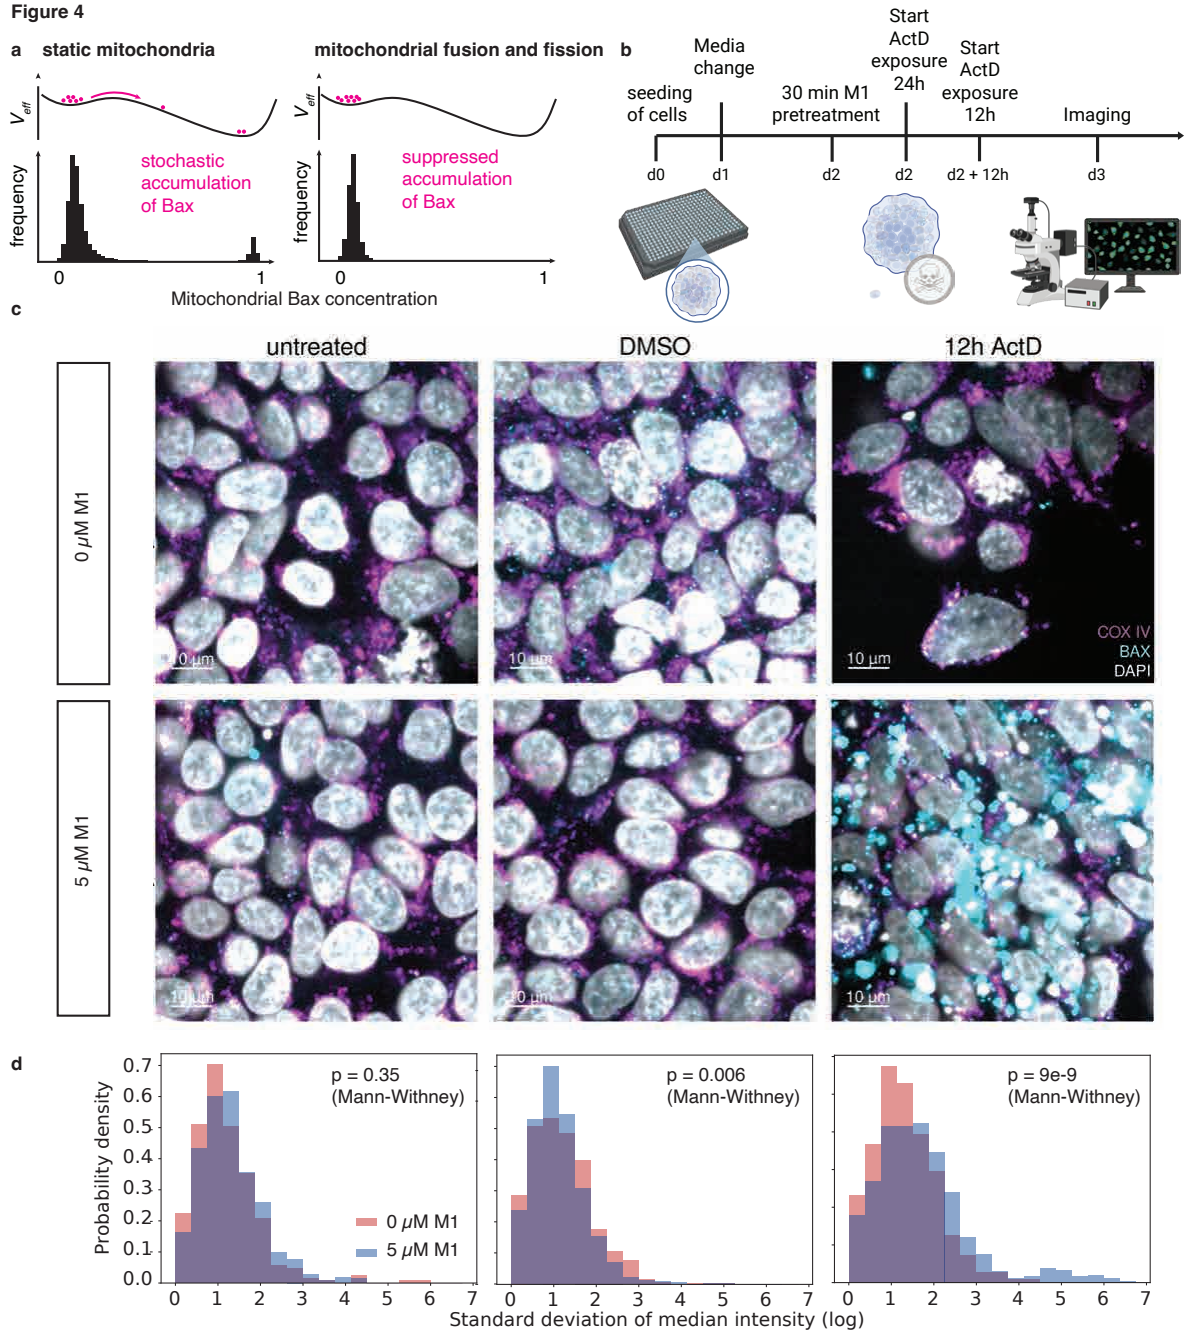 Figure 4
a static mitochondria
mitochondrial fusion and fission
V eff
stochastic
accumulation
of Bax
frequency
0
1
V eff
suppressed
accumulation
of Bax
frequency
0
1
Mitochondrial Bax concentration
b
seeding
of cells
Media
change
30 min M1
pretreatment
Start
ActD
exposure
24h
Start
ActD
exposure
12h
Imaging
d0
d1
d2
d2
d2 + 12h
d3
c
untreated
DMSO
12h ActD
0 µM M1
10 µm
10 µm
10 µm
COX IV
BAX
DAPI
5 µM M1
10 µm
10 µm
10 µm
d
Probability density
0.7
0.6
0.5
0.4
0.3
0.2
0.1
0.0
p = 0.35
(Mann-Withney)
0 µM M1
5 µM M1
0 1 2 3 4 5 6 7
p = 0.006
(Mann-Withney)
0 1 2 3 4 5 6 7
p = 9e-9
(Mann-Withney)
0 1 2 3 4 5 6 7
Standard deviation of median intensity (log)